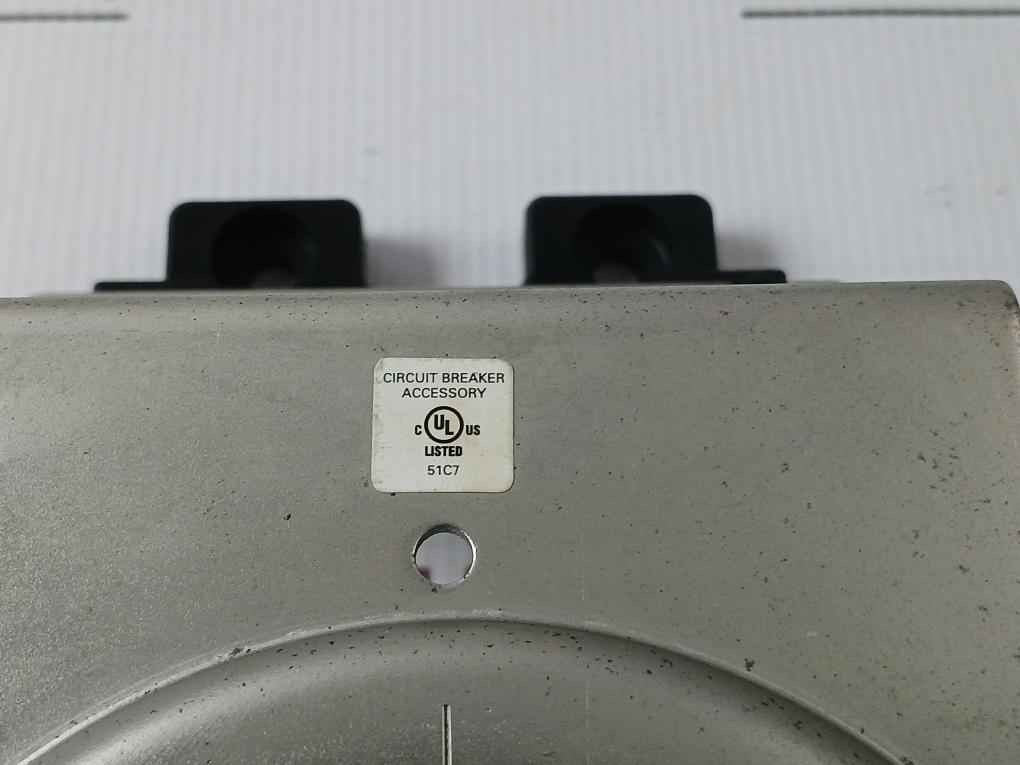 CIRCUIT BREAKER
ACCESSORY
C UL US
LISTED
51C7